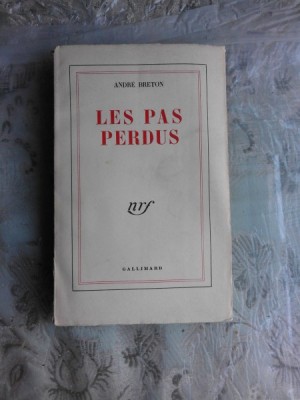 ANDRÉ BRETON
LES PAS
PERDUS
nrf
GALLIMARD